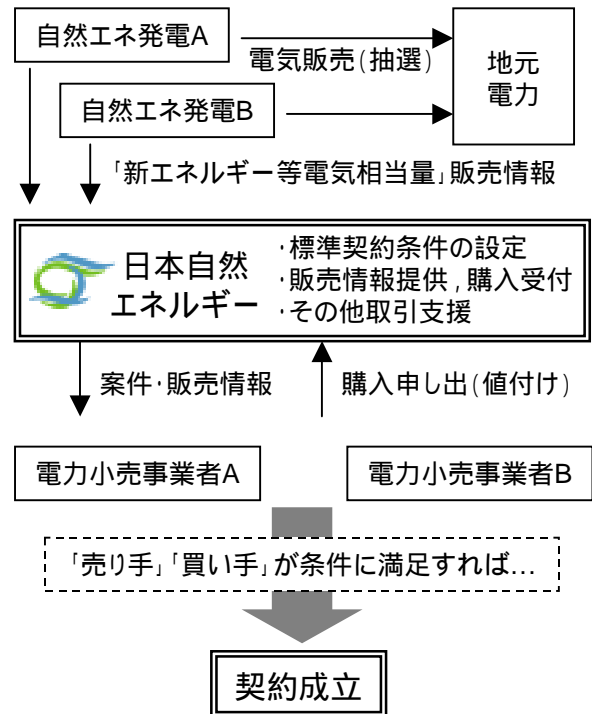 自然エネ発電A
電気販売(抽選)
地元
電力
自然エネ発電B
「新エネルギー等電気相当量」販売情報
日本自然
エネルギー
・標準契約条件の設定
・販売情報提供,購入受付
・その他取引支援
案件・販売情報
購入申し出(値付け)
電力小売事業者A
電力小売事業者B
「売り手」「買い手」が条件に満足すれば…
契約成立